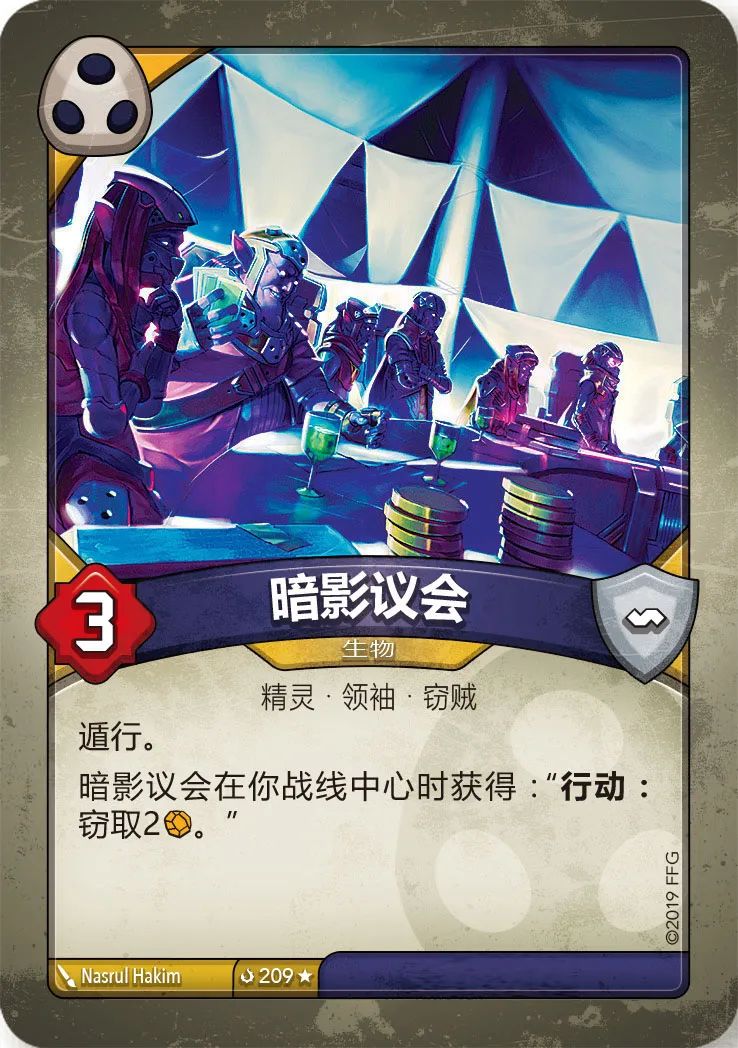 3
暗影议会
生物
精灵 · 领袖 · 窃贼
遁行。
暗影议会在你战线中心时获得：“行动：
窃取2。”
©2019 FFG
Nasrul Hakim
209